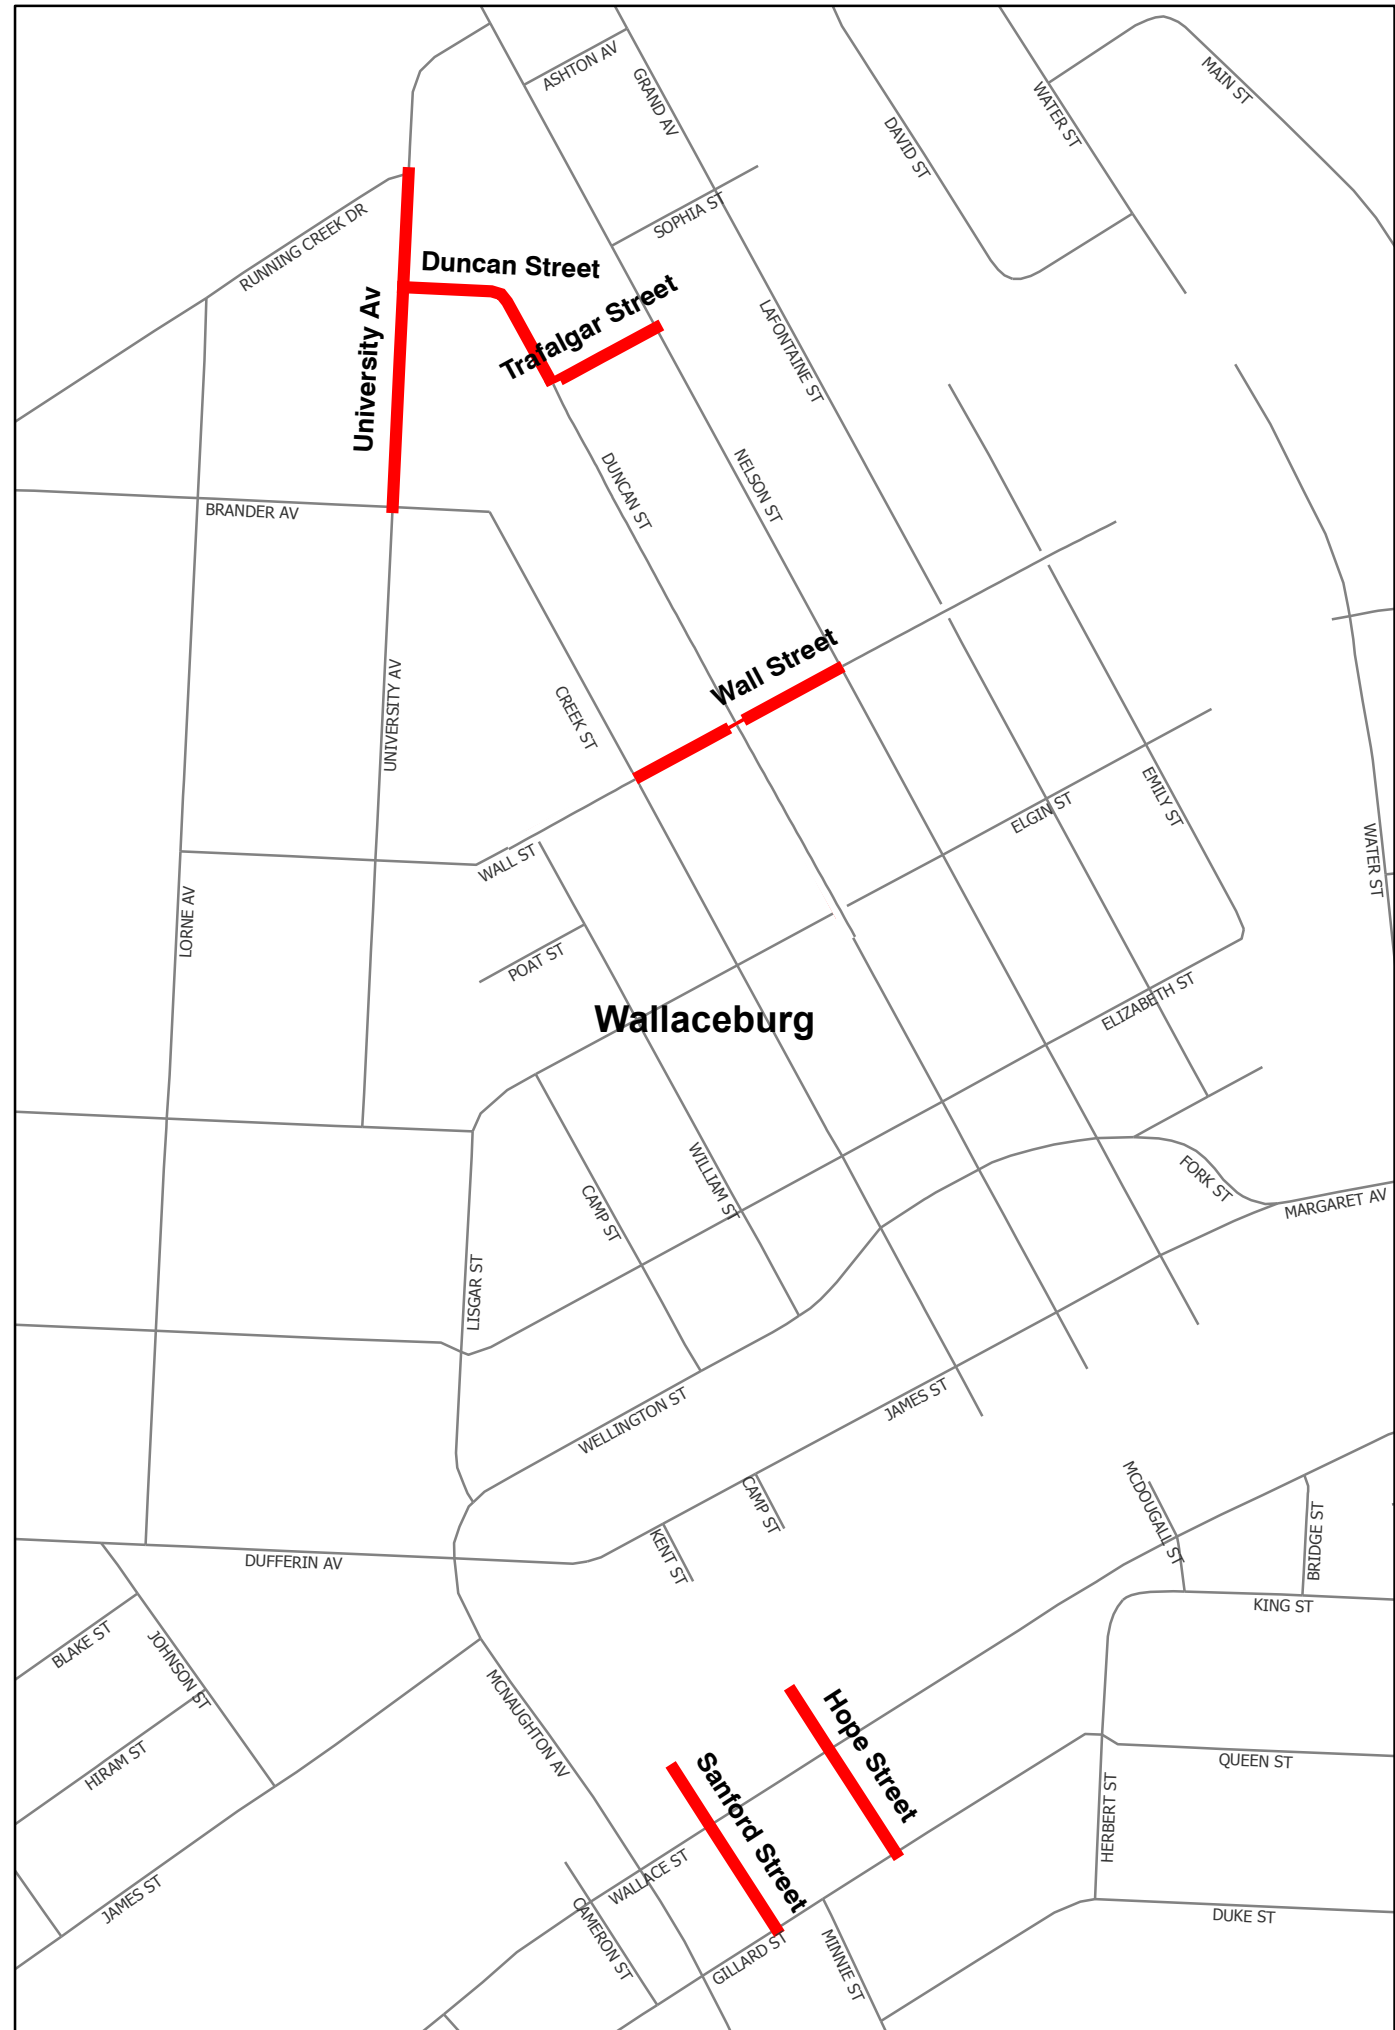 ASHTON AV
GRAND AV
MAIN ST
WATER ST
DAVID ST
RUNNING CREEK DR
SOPHIA ST
Duncan Street
Trafalgar Street
University Av
LAFONTAINE ST
DUNCAN ST
NELSON ST
BRANDER AV
Wall Street
UNIVERSITY AV
CREEK ST
ELGIN ST
EMILY ST
WATER ST
WALL ST
LORNE AV
POAT ST
Wallaceburg
ELIZABETH ST
WILLIAM ST
CAMP ST
FORK ST
MARGARET AV
LISGAR ST
WELLINGTON ST
JAMES ST
CAMP ST
KENT ST
MCDOUGALL ST
BRIDGE ST
DUFFERIN AV
KING ST
BLAKE ST
JOHNSON ST
MCNAUGHTON AV
HIRAM ST
Hope Street
Sanford Street
QUEEN ST
HERBERT ST
JAMES ST
WALLACE ST
CAMERON ST
GILLARD ST
MINNIE ST
DUKE ST